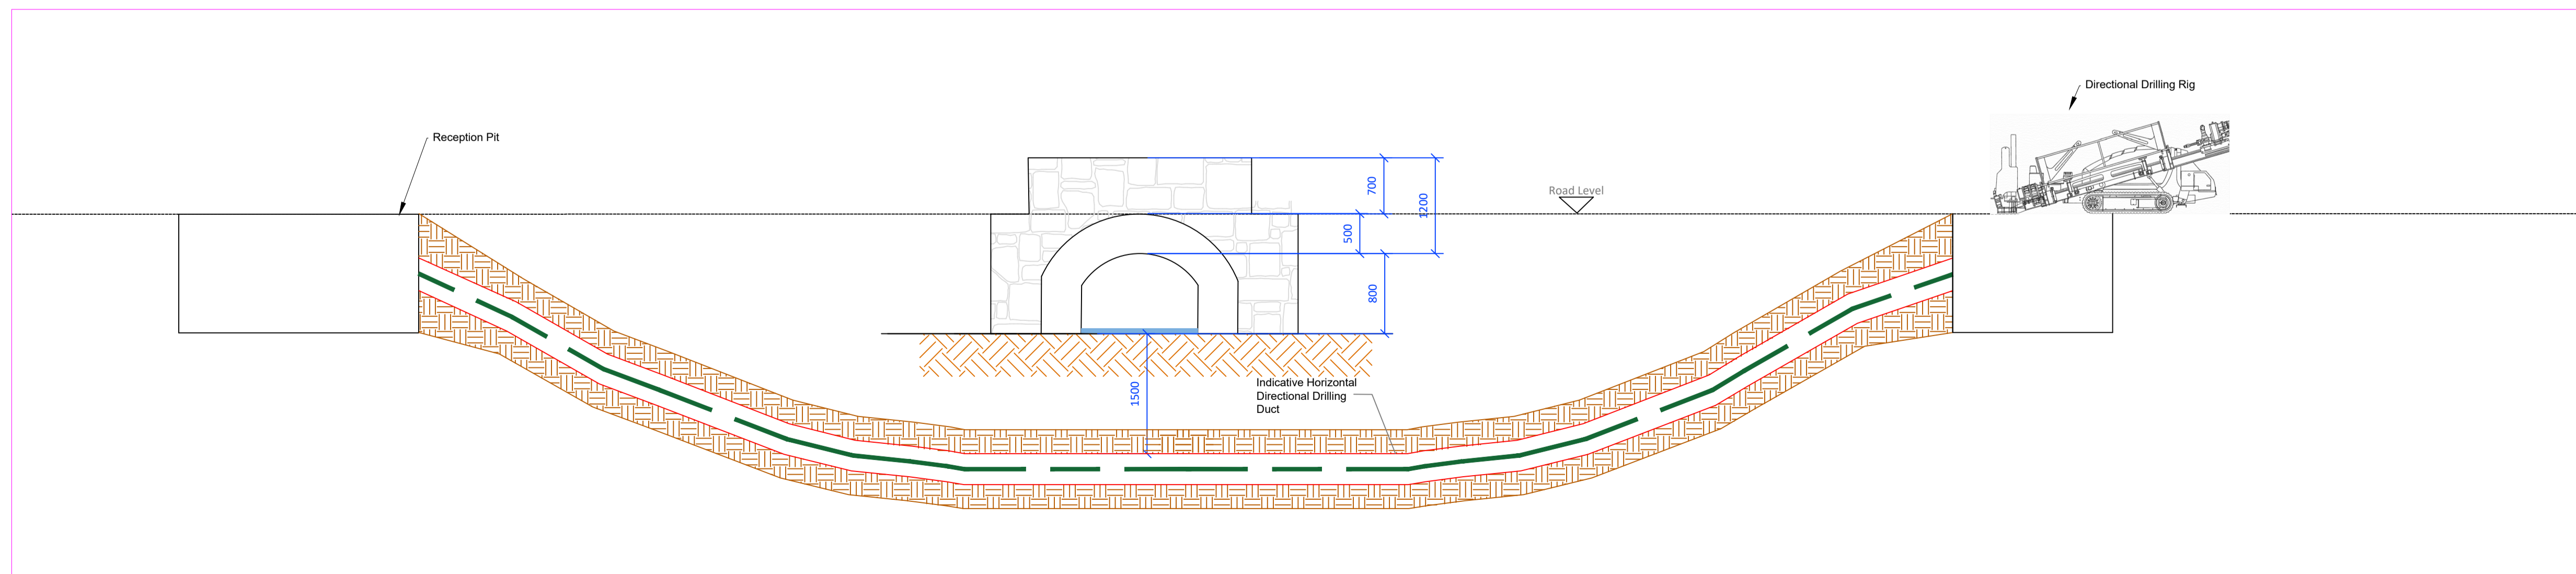 Directional Drilling Rig
Reception Pit
700
Road Level
1200
500
800
Indicative Horizontal
Directional Drilling
Duct
1500